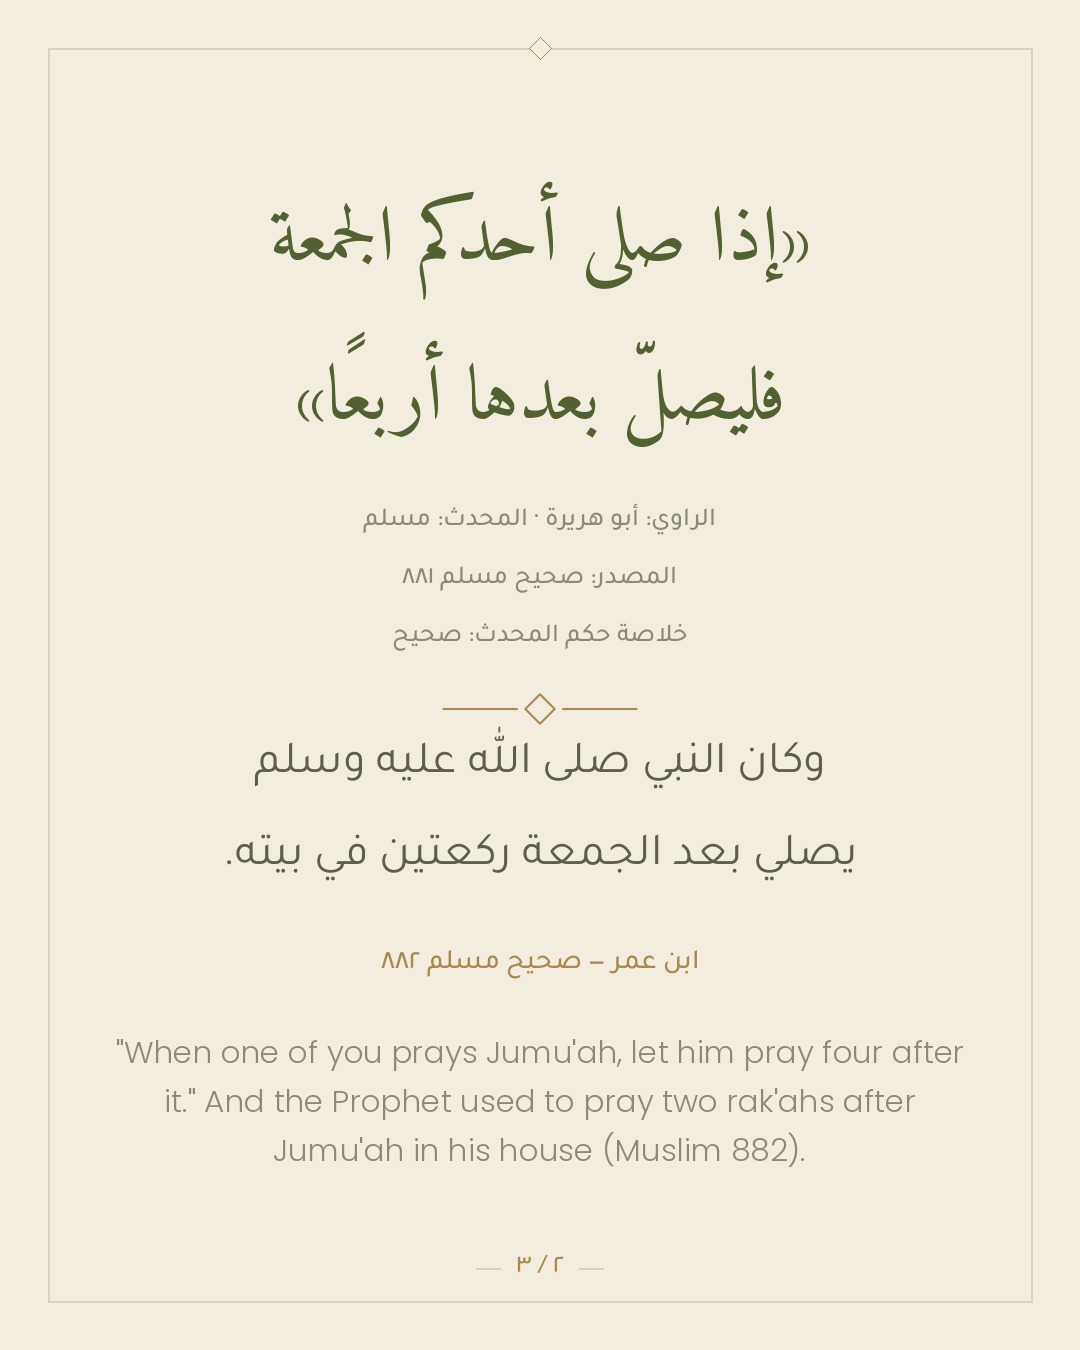 «إذا صلى أحدكم الجمعة
فليصلّ بعدها أربعًا»
الراوي: أبو هريرة · المحدث: مسلم
المصدر: صحيح مسلم ٨٨١
خلاصة حكم المحدث: صحيح
وكان النبي صلى الله عليه وسلم
يصلي بعد الجمعة ركعتين في بيته.
ابن عمر – صحيح مسلم ٨٨٢
"When one of you prays Jumu'ah, let him pray four after
it." And the Prophet used to pray two rak'ahs after
Jumu'ah in his house (Muslim 882).
٢ / ٣